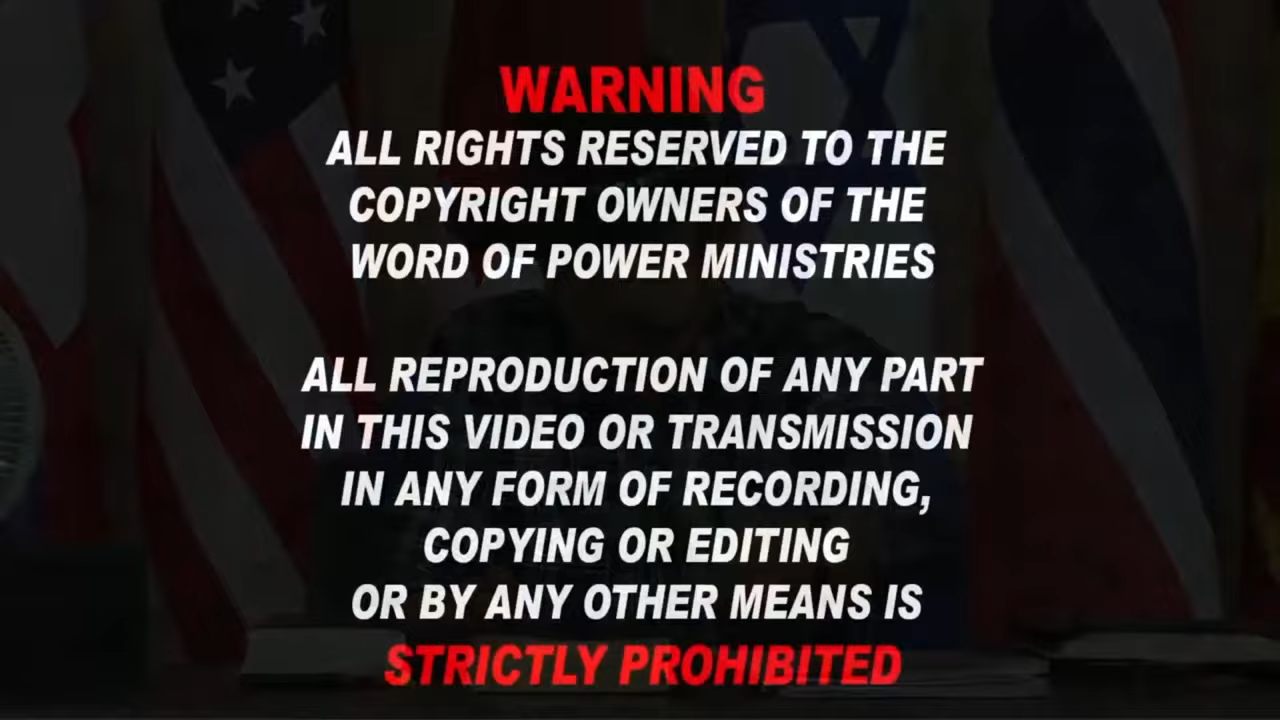 WARNING
ALL RIGHTS RESERVED TO THE
COPYRIGHT OWNERS OF THE
WORD OF POWER MINISTRIES
ALL REPRODUCTION OF ANY PART
IN THIS VIDEO OR TRANSMISSION
IN ANY FORM OF RECORDING,
COPYING OR EDITING
OR BY ANY OTHER MEANS IS
STRICTLY PROHIBITED